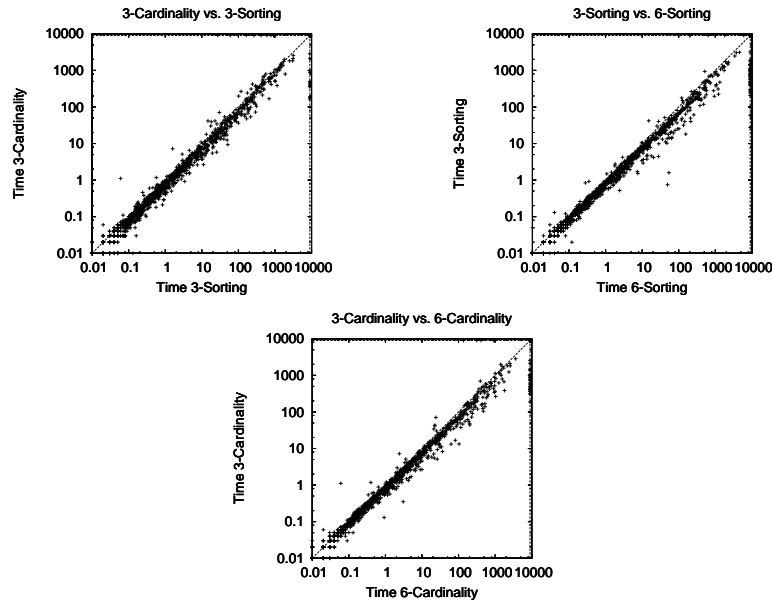 3-Cardinality vs. 3-Sorting
10000
1000
100
10
1
0.1
0.01
Time 3-Cardinality
0.01 0.1 1 10 100 1000 10000
Time 3-Sorting
3-Sorting vs. 6-Sorting
10000
1000
100
10
1
0.1
0.01
Time 3-Sorting
0.01 0.1 1 10 100 1000 10000
Time 6-Sorting
3-Cardinality vs. 6-Cardinality
10000
1000
100
10
1
0.1
0.01
Time 3-Cardinality
0.01 0.1 1 10 100 1000 10000
Time 6-Cardinality